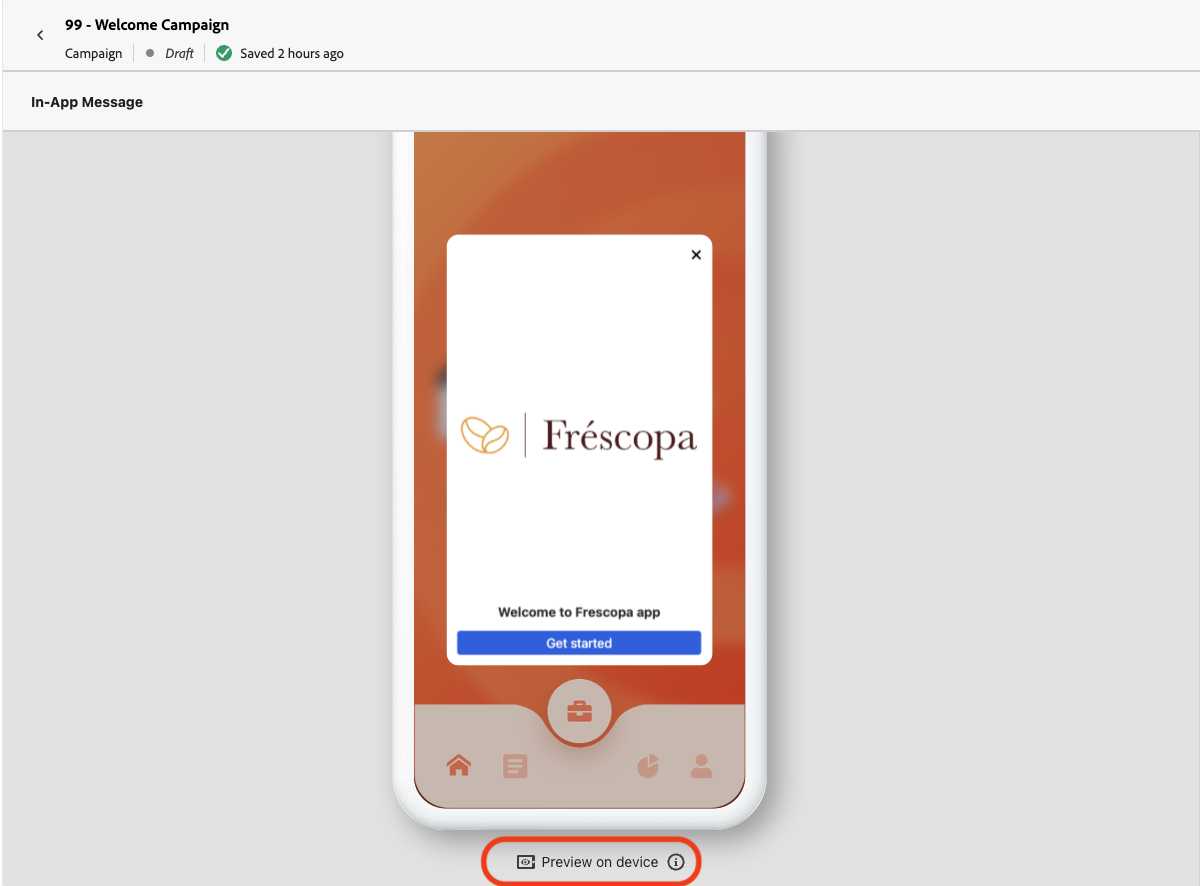 99 - Welcome Campaign
Campaign Draft Saved 2 hours ago
In-App Message
Fréscopa
Welcome to Frescopa app
Get started
Preview on device